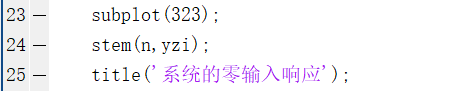 23 — subplot(323);
24 — stem(n,yzi);
25 — title('系统的零输入响应');